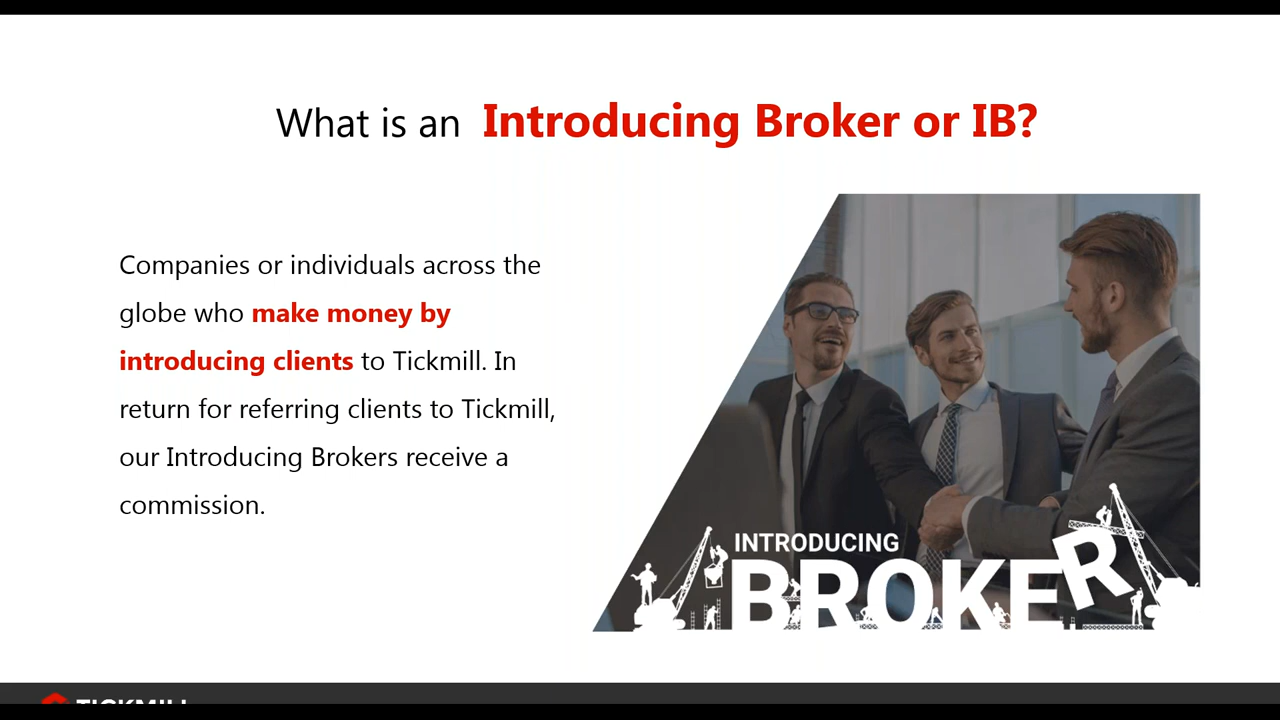 What is an Introducing Broker or IB?
Companies or individuals across the
globe who make money by
introducing clients to Tickmill. In
return for referring clients to Tickmill,
our Introducing Brokers receive a
commission.
INTRODUCING
BROKER
TICKMILL